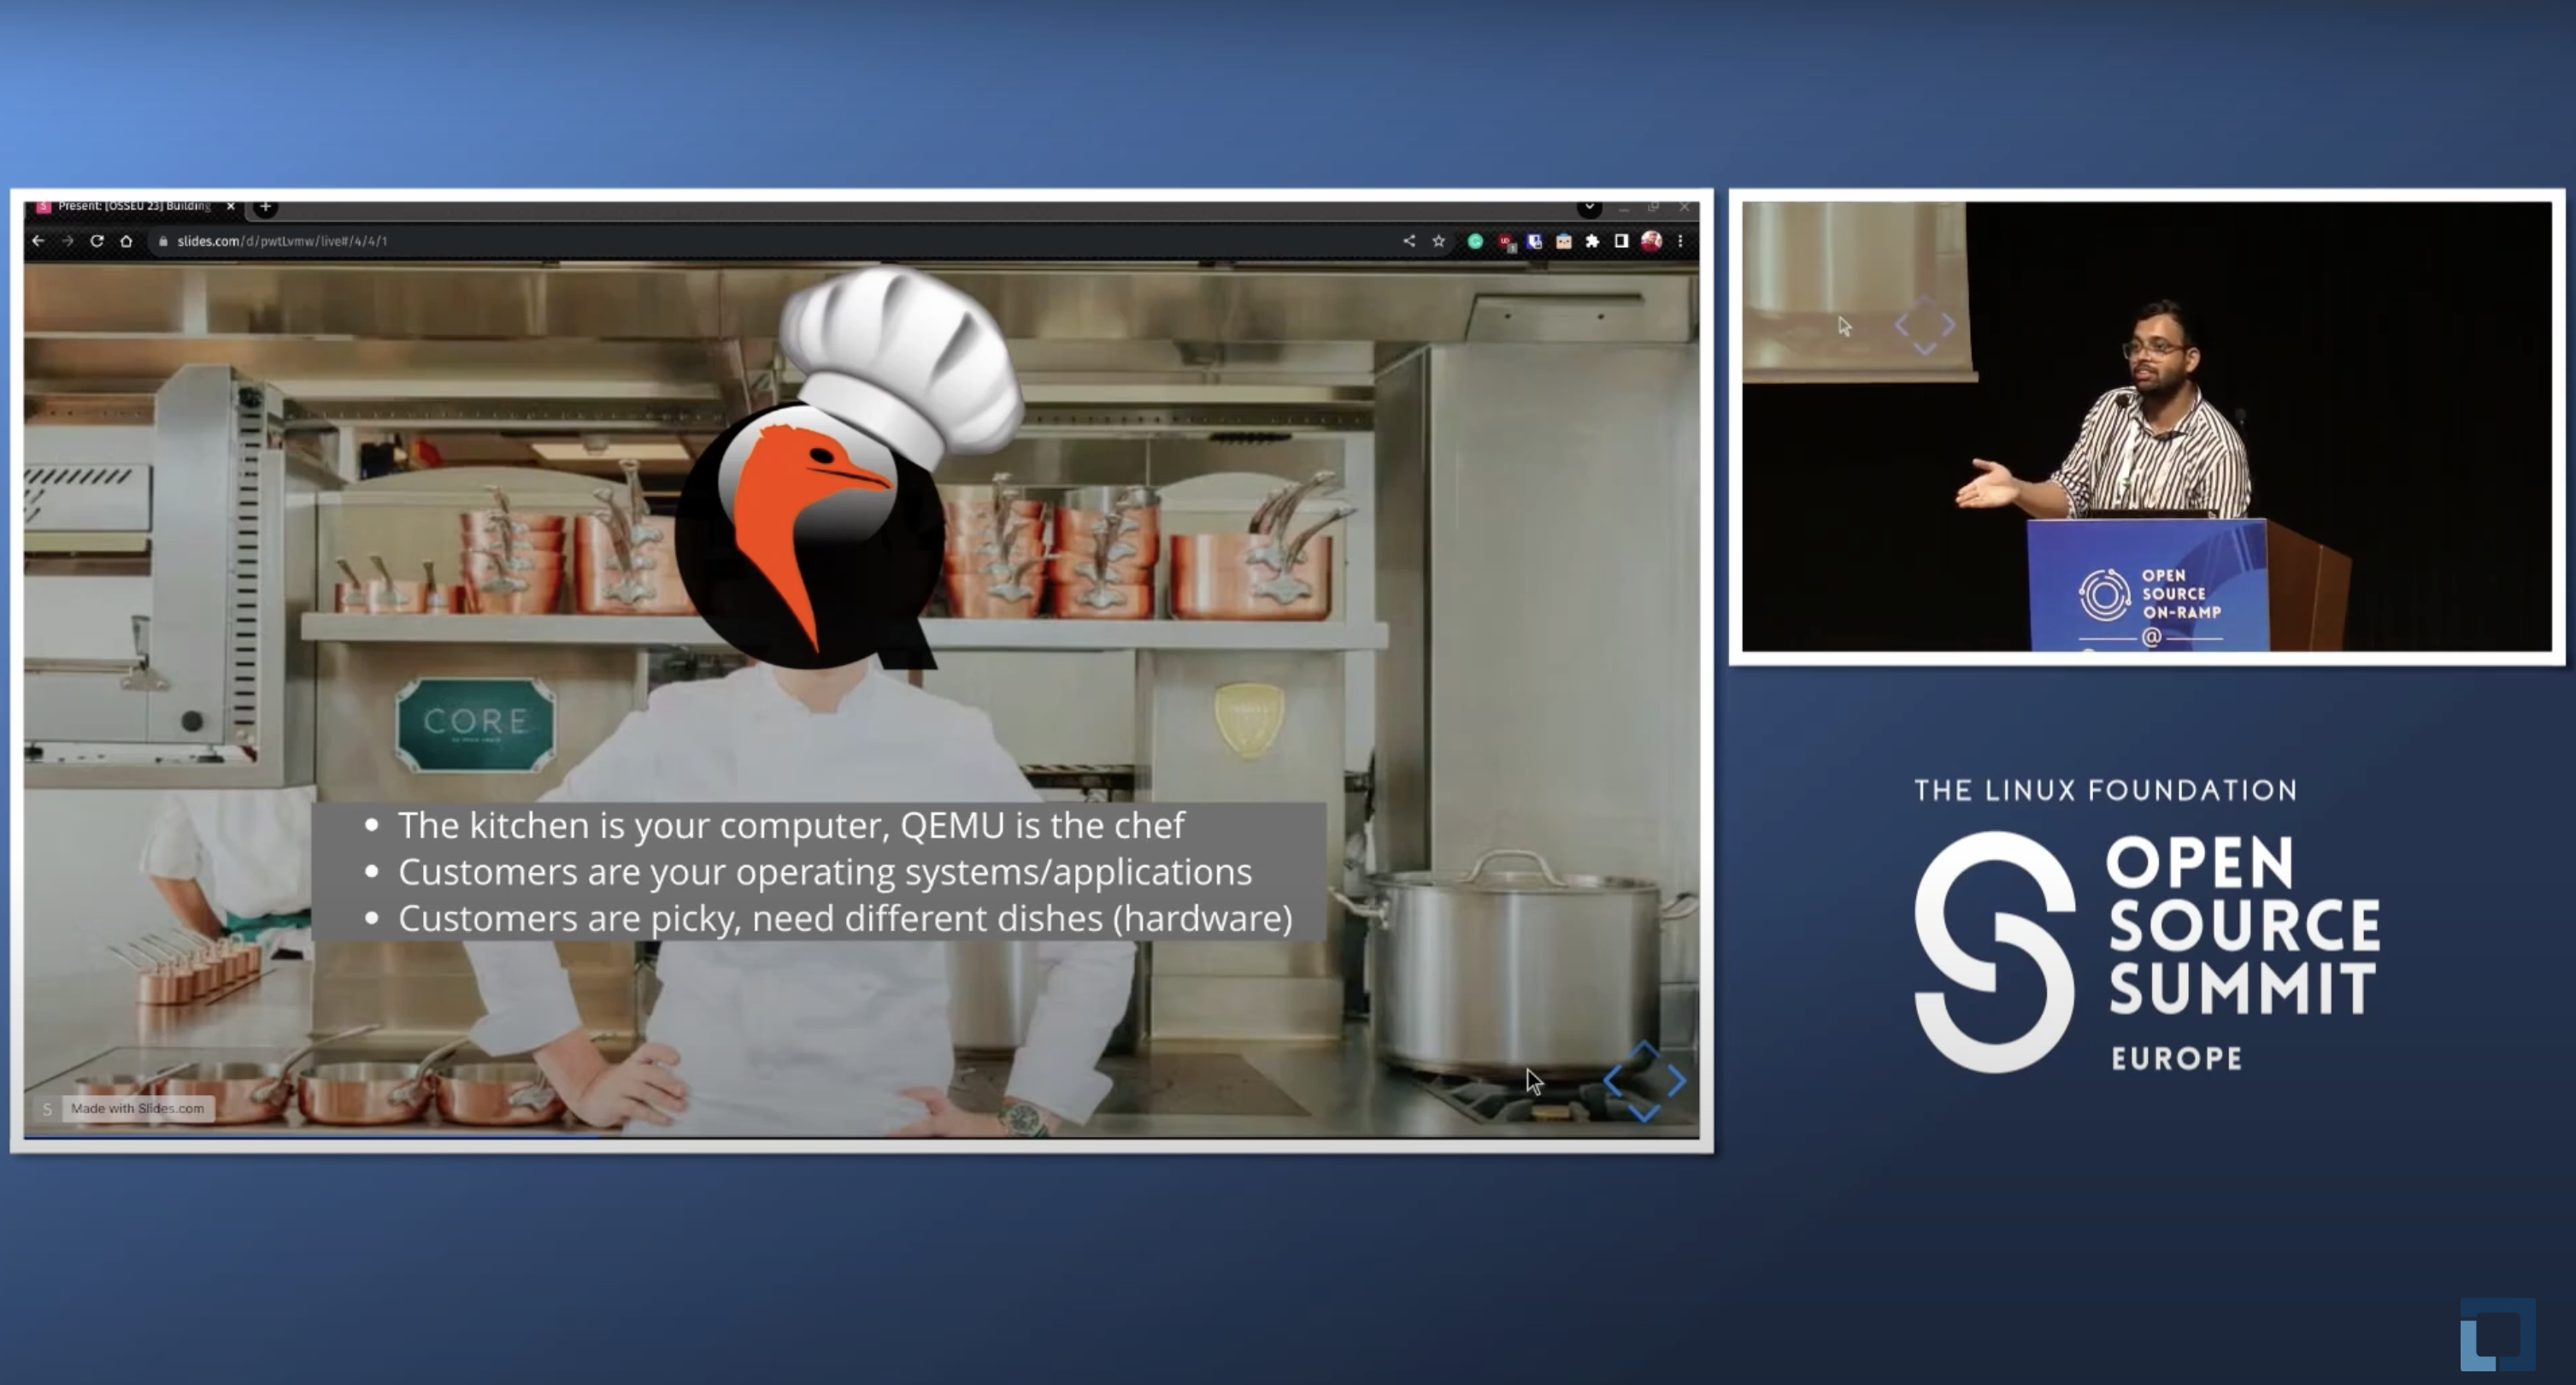 Present: [OSSEU 23] Building
slides.com/d/pwtLvmw/live#/4/4/1
CORE
• The kitchen is your computer, QEMU is the chef
• Customers are your operating systems/applications
• Customers are picky, need different dishes (hardware)
S Made with Slides.com
OPEN
SOURCE
ON-RAMP
@
THE LINUX FOUNDATION
OPEN
SOURCE
SUMMIT
EUROPE